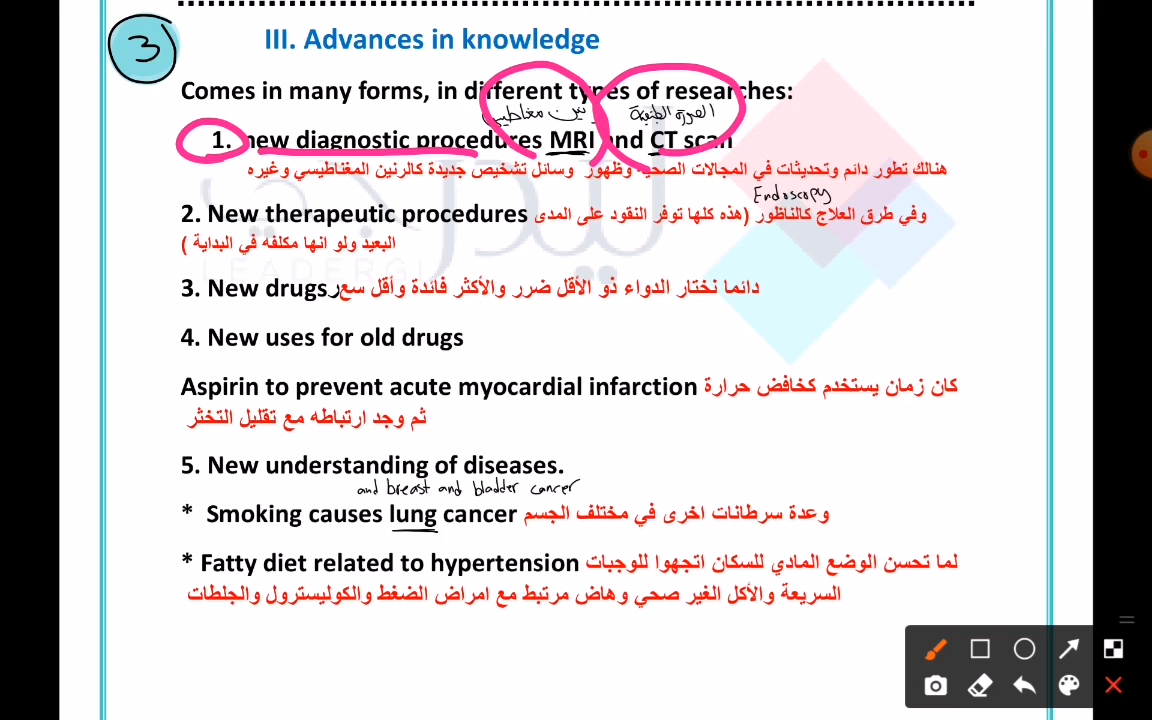 3
III. Advances in knowledge
Comes in many forms, in different types of researches:
رنين مغناطيسي الصورة الطبقية
1. new diagnostic procedures MRI and CT scan
هنالك تطور دائم وتحديثات في المجالات الصحية وظهور وسائل تشخيص جديدة كالرنين المغناطيسي وغيره
Endoscopy
2. New therapeutic procedures وفي طرق العلاج كالناظور (هذه كلها توفر النقود على المدى
البعيد ولو انها مكلفه في البداية )
LEADERG
ليدرجي
3. New drugs دائما نختار الدواء ذو الأقل ضرر والأكثر فائدة وأقل سعر
4. New uses for old drugs
Aspirin to prevent acute myocardial infarction كان زمان يستخدم كخافض حرارة
ثم وجد ارتباطه مع تقليل التخثر
5. New understanding of diseases.
and breast and bladder cancer
* Smoking causes lung cancer وعدة سرطانات اخرى في مختلف الجسم
* Fatty diet related to hypertension لما تحسن الوضع المادي للسكان اتجهوا للوجبات
السريعة والأكل الغير صحي وهاض مرتبط مع امراض الضغط والكوليسترول والجلطات